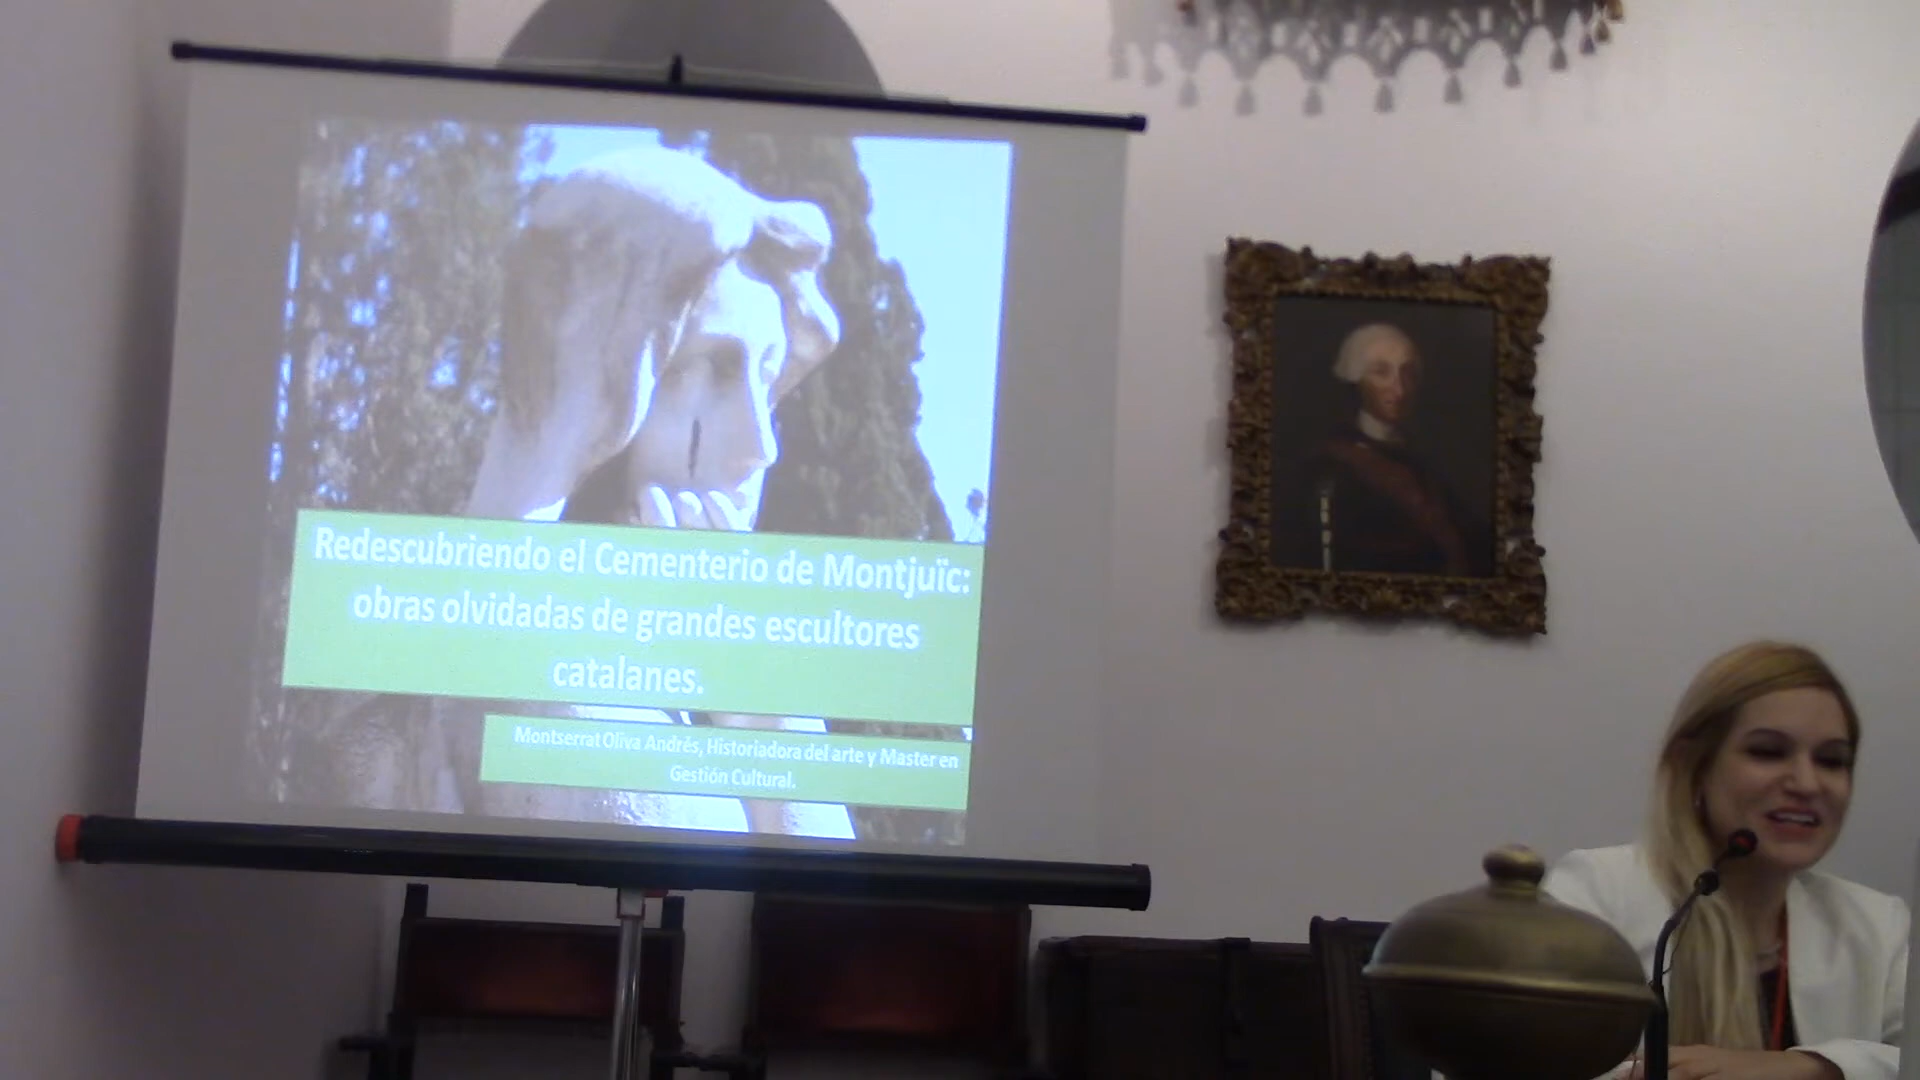 Redescubriendo el Cementerio de Montjuïc:
obras olvidadas de grandes escultores
catalanes.
Montserrat Oliva Andrés, Historiadora del arte y Master en
Gestión Cultural.